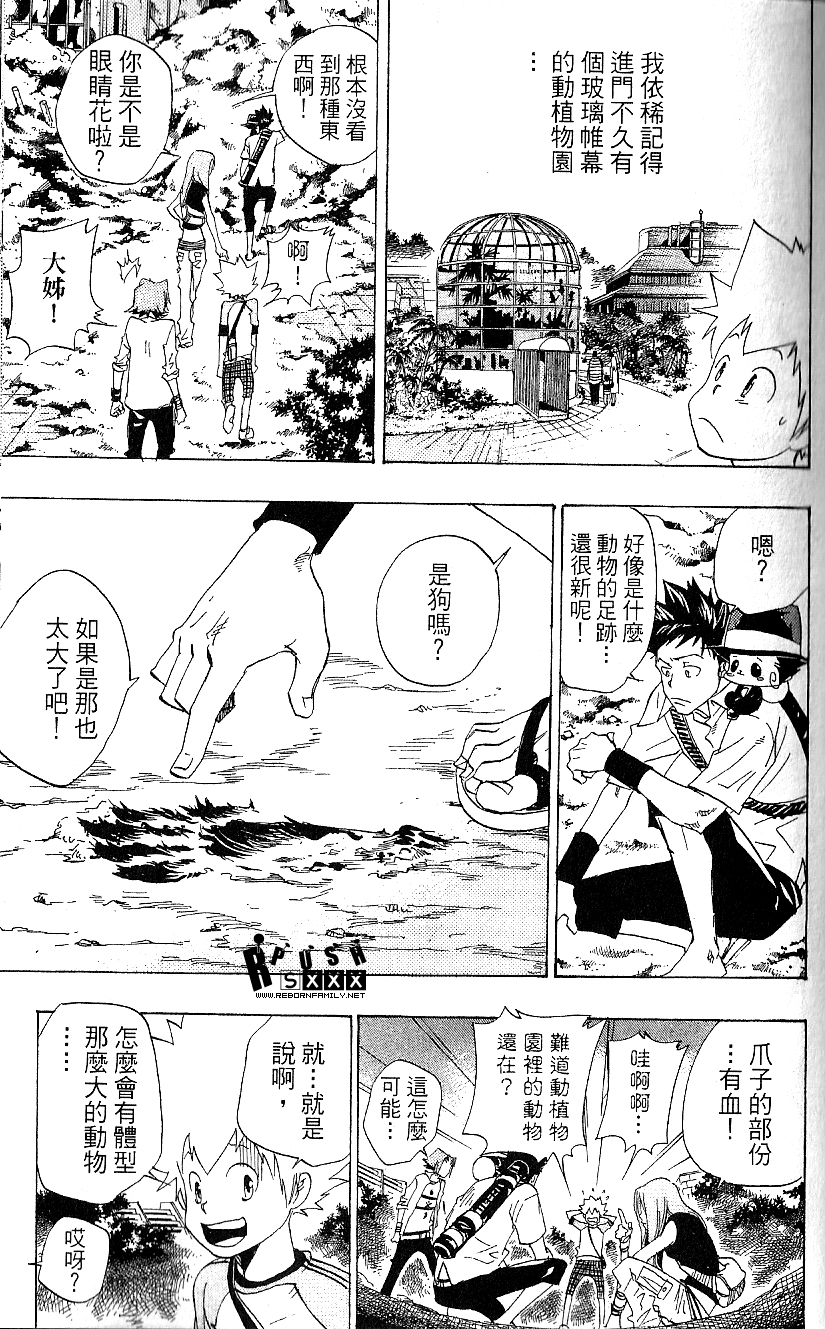 我依稀記得
進門不久有
個玻璃帷幕
的動植物園
…
根本沒看
到那種東
西啊！
你是不是
眼睛花啦？
啊！
大姊！
嗯？
好像是什麼
動物的足跡…
還很新呢！
是狗嗎？
如果是那也
太大了吧！
RPUSH
SXXX
WWW.REBORNFAMILY.NET
爪子的部份
…有血！
哇啊啊…
難道動植物
園裡的動物
還在？
這怎麼
可能…
就…就是
說啊，
怎麼會有體型
那麼大的動物
……
哎呀？